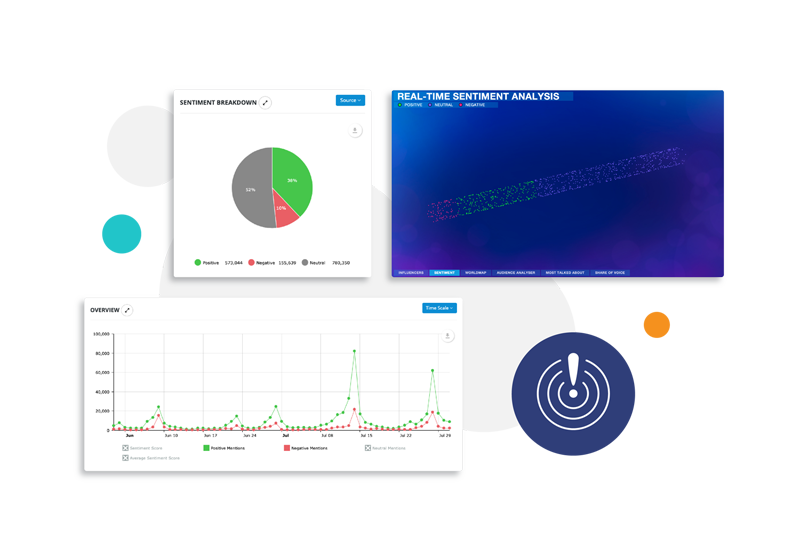 SENTIMENT BREAKDOWN
Source
38%
52%
10%
Positive 572,044 Negative 155,639 Neutral 780,250
REAL-TIME SENTIMENT ANALYSIS
POSITIVE NEUTRAL NEGATIVE
INFLUENCERS SENTIMENT WORLDMAP AUDIENCE ANALYSER MOST TALKED ABOUT SHARE OF VOICE
OVERVIEW
Time Scale
100,000
80,000
60,000
40,000
20,000
0
Jun Jun 10 Jun 17 Jun 24 Jul Jul 08 Jul 15 Jul 22 Jul 29
Sentiment Score Positive Mentions Negative Mentions Neutral Mentions
Average Sentiment Score